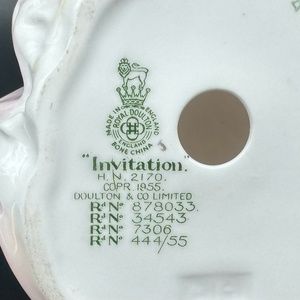 MADE IN ENGLAND
ROYAL DOULTON
ENGLAND
BONE CHINA
"Invitation."
H.N. 2170.
COPR. 1955.
DOULTON & CO LIMITED
Rd No 878033.
Rd No 34543
Rd No 7306
Rd No 444/55